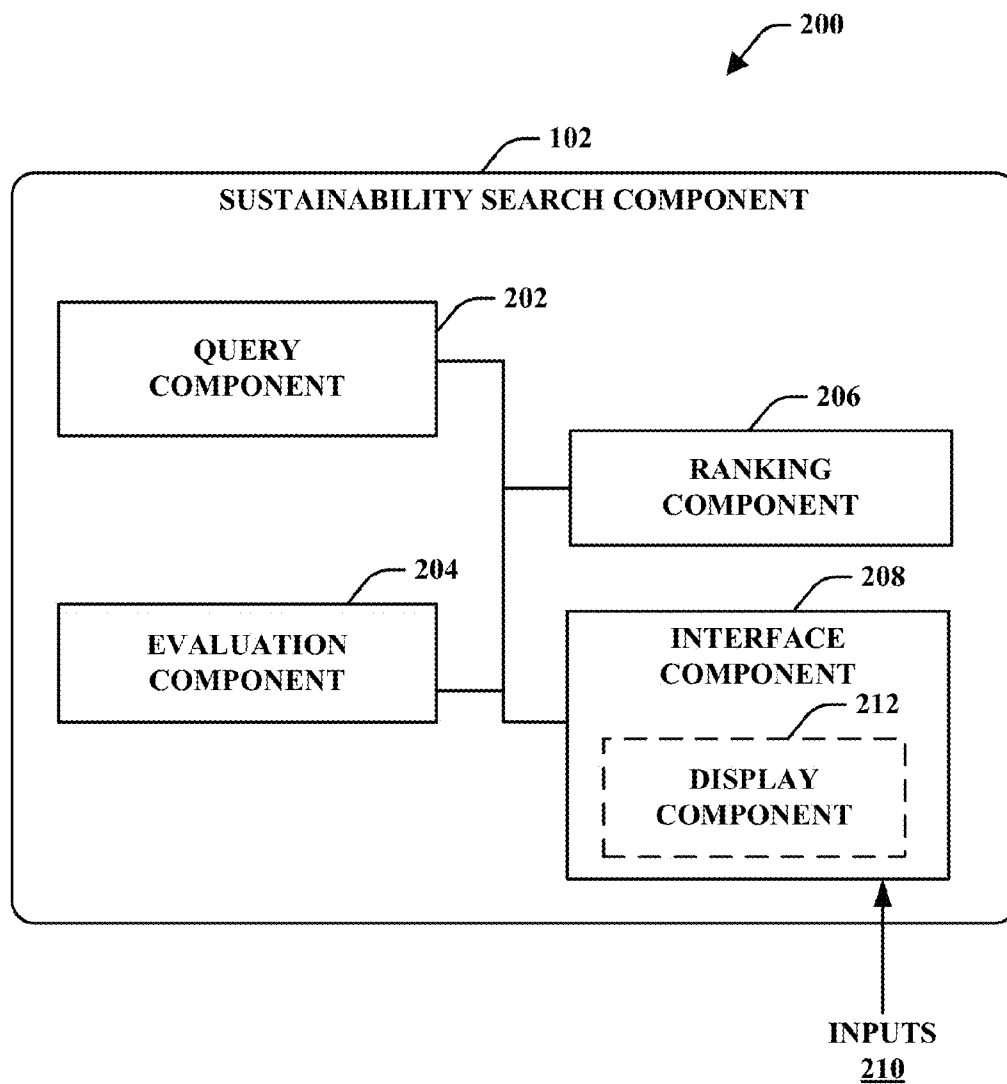 200
102
SUSTAINABILITY SEARCH COMPONENT
202
QUERY
COMPONENT
206
RANKING
COMPONENT
204
EVALUATION
COMPONENT
208
INTERFACE
COMPONENT
212
DISPLAY
COMPONENT
INPUTS
210